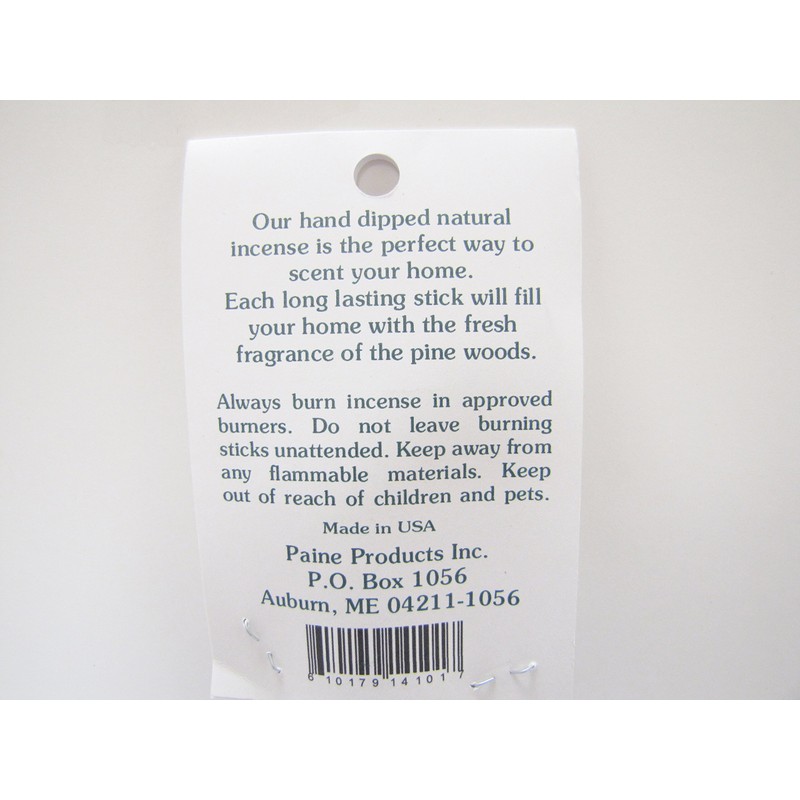 Our hand dipped natural
incense is the perfect way to
scent your home.
Each long lasting stick will fill
your home with the fresh
fragrance of the pine woods.
Always burn incense in approved
burners. Do not leave burning
sticks unattended. Keep away from
any flammable materials. Keep
out of reach of children and pets.
Made in USA
Paine Products Inc.
P.O. Box 1056
Auburn, ME 04211-1056
6 10179 14101 7